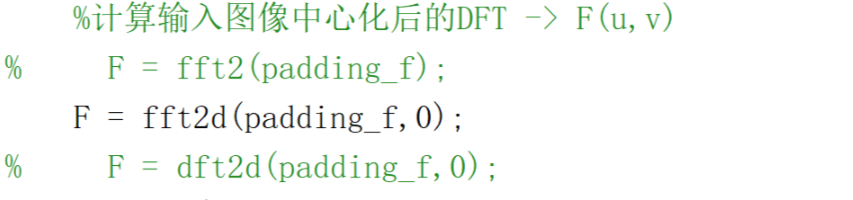 %计算输入图像中心化后的DFT -> F(u,v)
%    F = fft2(padding_f);
F = fft2d(padding_f,0);
%    F = dft2d(padding_f,0);